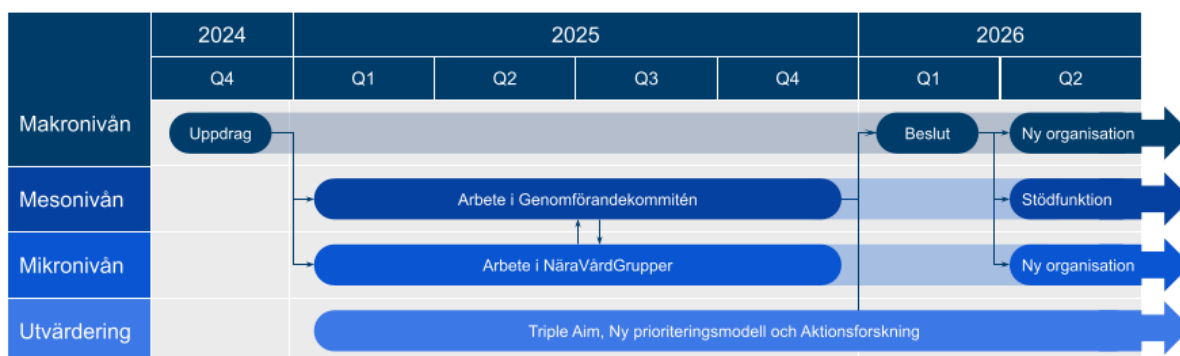 2024 2025 2026
Q4 Q1 Q2 Q3 Q4 Q1 Q2
Makronivån Uppdrag Beslut Ny organisation
Mesonivån Arbete i Genomförandekommitén Stödfunktion
Mikronivån Arbete i NäraVårdGrupper Ny organisation
Utvärdering Triple Aim, Ny prioriteringsmodell och Aktionsforskning